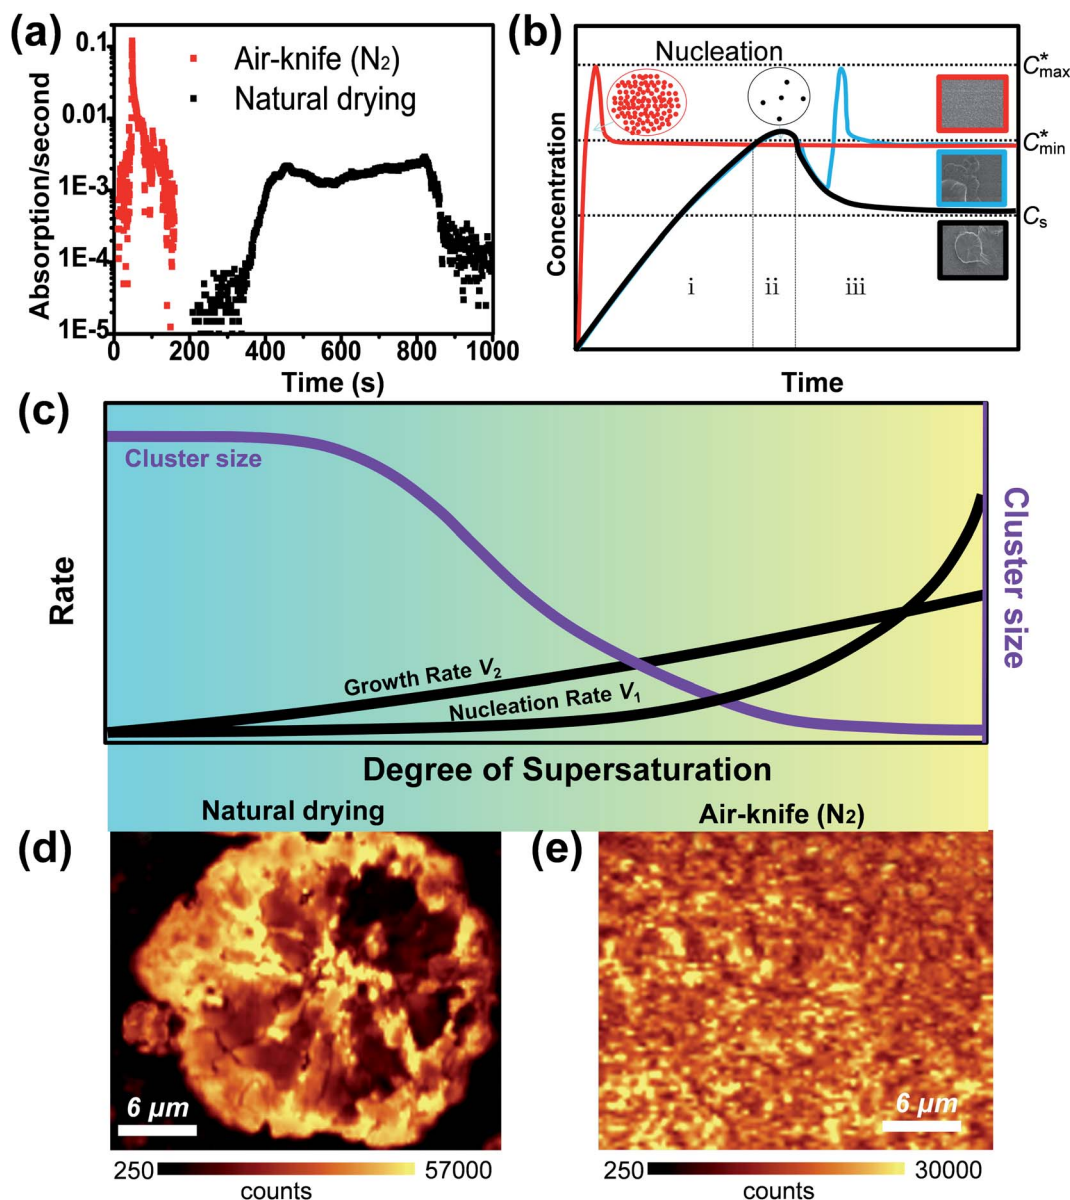 (a)
0.1
0.01
1E-3
1E-4
1E-5
Absorption/second
Air-knife (N₂)
Natural drying
0 200 400 600 800 1000
Time (s)
(b)
Nucleation
C*max
C*min
Cs
Concentration
i ii iii
Time
(c)
Cluster size
Rate
Cluster size
Growth Rate V₂
Nucleation Rate V₁
Degree of Supersaturation
Natural drying
Air-knife (N₂)
(d)
6 μm
250 57000
counts
(e)
6 μm
250 30000
counts